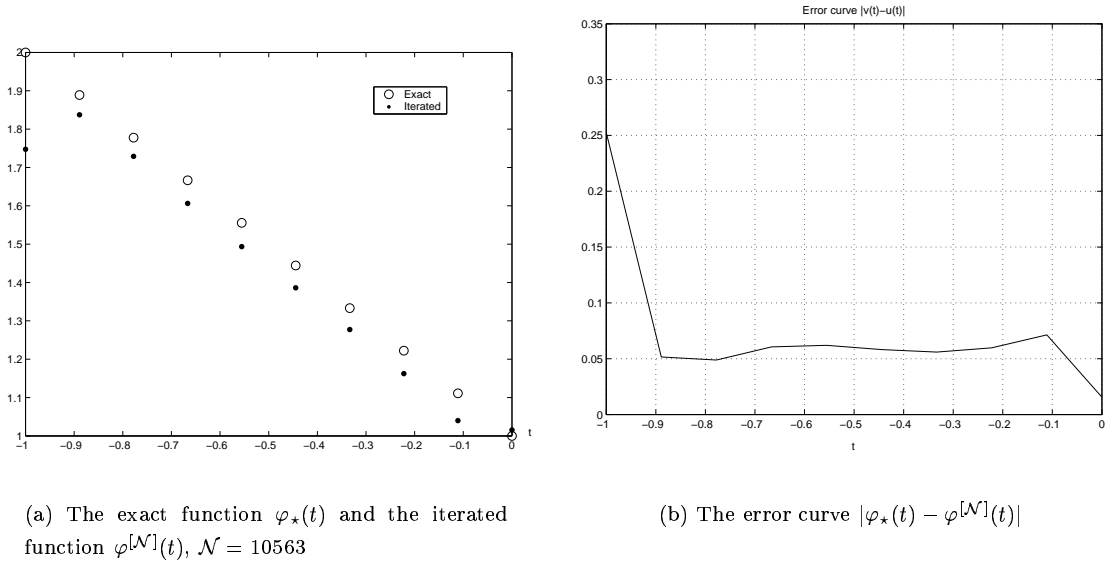 Error curve |v(t)−u(t)|
2
1.9
1.8
1.7
1.6
1.5
1.4
1.3
1.2
1.1
1
−1 −0.9 −0.8 −0.7 −0.6 −0.5 −0.4 −0.3 −0.2 −0.1 0
t
Exact
Iterated
0.35
0.3
0.25
0.2
0.15
0.1
0.05
0
−1 −0.9 −0.8 −0.7 −0.6 −0.5 −0.4 −0.3 −0.2 −0.1 0
t
(a) The exact function φ⋆(t) and the iterated
function φ^[𝒩](t), 𝒩 = 10563
(b) The error curve |φ⋆(t) − φ^[𝒩](t)|